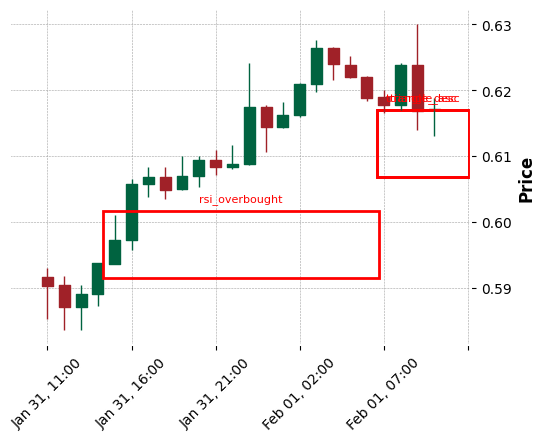 0.63
0.62
0.61
0.60
0.59
Price
rsi_overbought
Jan 31, 11:00
Jan 31, 16:00
Jan 31, 21:00
Feb 01, 02:00
Feb 01, 07:00